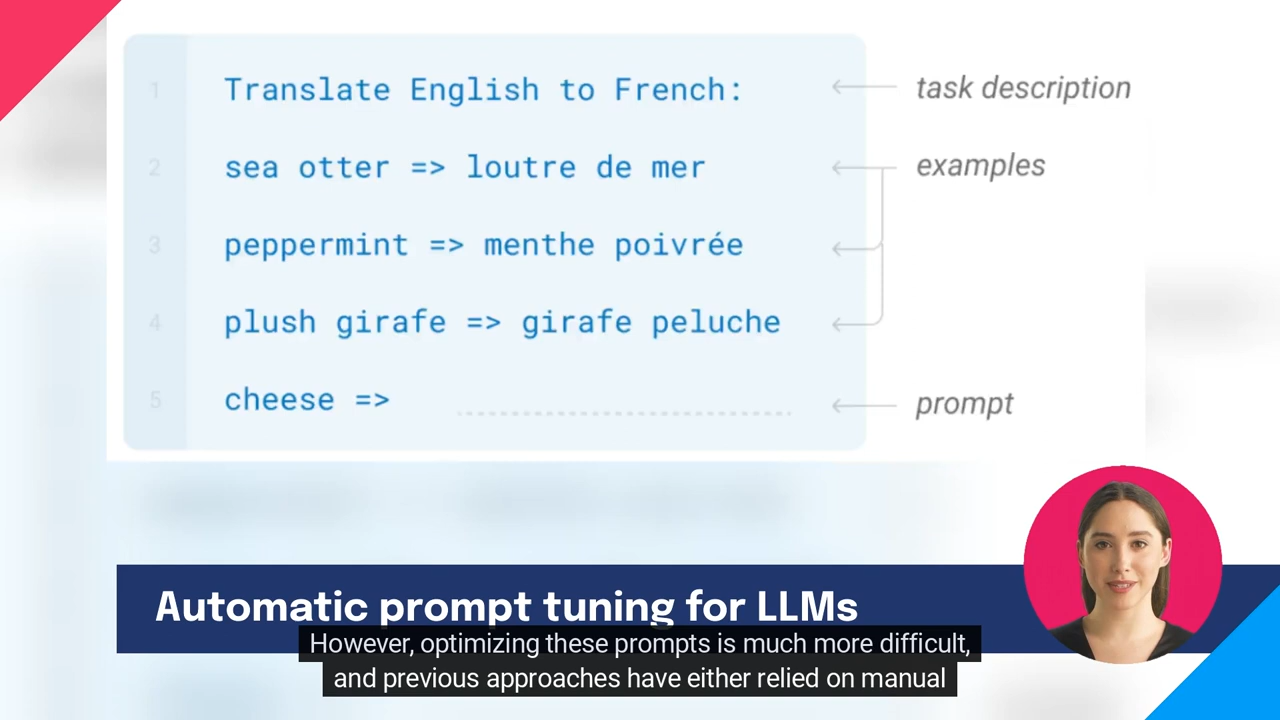 1 Translate English to French: task description
2 sea otter => loutre de mer examples
3 peppermint => menthe poivrée
4 plush girafe => girafe peluche
5 cheese => prompt
Automatic prompt tuning for LLMs
However, optimizing these prompts is much more difficult,
and previous approaches have either relied on manual